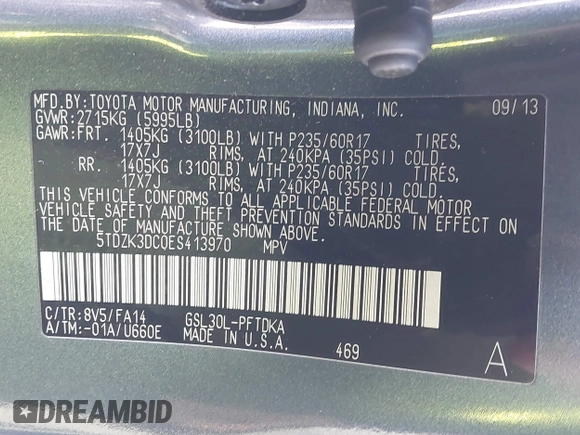 MFD.BY:TOYOTA MOTOR MANUFACTURING, INDIANA, INC. 09/13
GVWR:2715KG (5995LB)
GAWR:FRT. 1405KG (3100LB) WITH P235/60R17 TIRES,
17X7J RIMS, AT 240KPA (35PSI) COLD.
RR. 1405KG (3100LB) WITH P235/60R17 TIRES,
17X7J RIMS, AT 240KPA (35PSI) COLD.
THIS VEHICLE CONFORMS TO ALL APPLICABLE FEDERAL MOTOR
VEHICLE SAFETY AND THEFT PREVENTION STANDARDS IN EFFECT ON
THE DATE OF MANUFACTURE SHOWN ABOVE.
5TDZK3DC0ES413970 MPV
C/TR:8V5/FA14 GSL30L-PFTDKA
A/TM:-01A/U660E MADE IN U.S.A.
469 A
DREAMBID